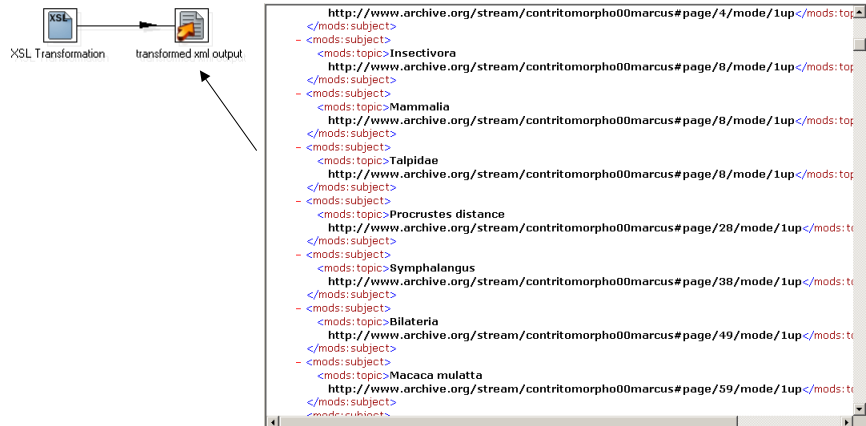 XSL
XSL Transformation
transformed xml output
http://www.archive.org/stream/contritomorpho00marcus#page/4/mode/1up</mods:top
</mods:subject>
- <mods:subject>
<mods:topic>Insectivora
http://www.archive.org/stream/contritomorpho00marcus#page/8/mode/1up</mods:top
</mods:subject>
- <mods:subject>
<mods:topic>Mammalia
http://www.archive.org/stream/contritomorpho00marcus#page/8/mode/1up</mods:top
</mods:subject>
- <mods:subject>
<mods:topic>Talpidae
http://www.archive.org/stream/contritomorpho00marcus#page/8/mode/1up</mods:top
</mods:subject>
- <mods:subject>
<mods:topic>Procrustes distance
http://www.archive.org/stream/contritomorpho00marcus#page/28/mode/1up</mods:to
</mods:subject>
- <mods:subject>
<mods:topic>Symphalangus
http://www.archive.org/stream/contritomorpho00marcus#page/38/mode/1up</mods:to
</mods:subject>
- <mods:subject>
<mods:topic>Bilateria
http://www.archive.org/stream/contritomorpho00marcus#page/49/mode/1up</mods:to
</mods:subject>
- <mods:subject>
<mods:topic>Macaca mulatta
http://www.archive.org/stream/contritomorpho00marcus#page/59/mode/1up</mods:to
</mods:subject>
- <mods:subject>